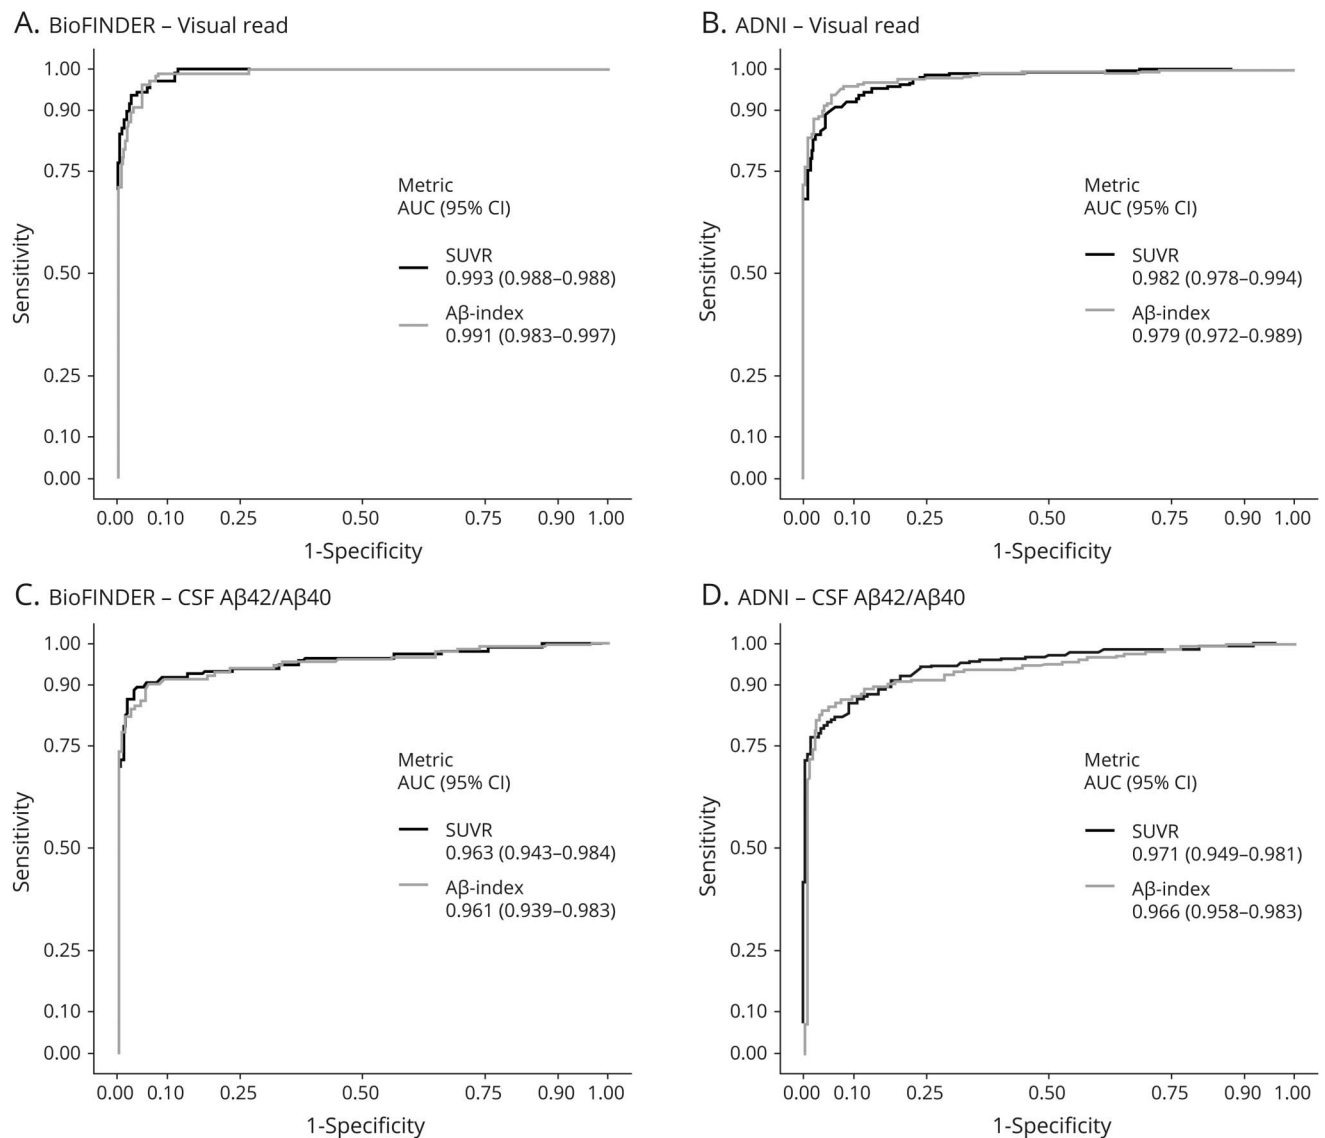 A. BioFINDER – Visual read
1.00
0.90
0.75
0.50
0.25
0.10
0.00
Sensitivity
Metric
AUC (95% CI)
SUVR
0.993 (0.988–0.988)
Aβ-index
0.991 (0.983–0.997)
0.00 0.10 0.25 0.50 0.75 0.90 1.00
1-Specificity
B. ADNI – Visual read
1.00
0.90
0.75
0.50
0.25
0.10
0.00
Sensitivity
Metric
AUC (95% CI)
SUVR
0.982 (0.978–0.994)
Aβ-index
0.979 (0.972–0.989)
0.00 0.10 0.25 0.50 0.75 0.90 1.00
1-Specificity
C. BioFINDER – CSF Aβ42/Aβ40
1.00
0.90
0.75
0.50
0.25
0.10
0.00
Sensitivity
Metric
AUC (95% CI)
SUVR
0.963 (0.943–0.984)
Aβ-index
0.961 (0.939–0.983)
0.00 0.10 0.25 0.50 0.75 0.90 1.00
1-Specificity
D. ADNI – CSF Aβ42/Aβ40
1.00
0.90
0.75
0.50
0.25
0.10
0.00
Sensitivity
Metric
AUC (95% CI)
SUVR
0.971 (0.949–0.981)
Aβ-index
0.966 (0.958–0.983)
0.00 0.10 0.25 0.50 0.75 0.90 1.00
1-Specificity